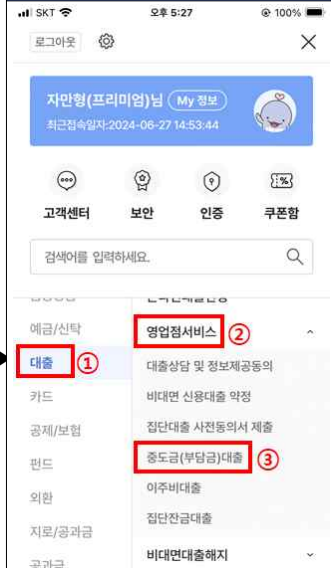 SKT 오후 5:27 100%
로그아웃
자만형(프리미엄)님 My 정보
최근접속일자:2024-06-27 14:53:44
고객센터 보안 인증 쿠폰함
검색어를 입력하세요.
예금/신탁 영업점서비스 ②
대출 ① 대출상담 및 정보제공동의
카드 비대면 신용대출 약정
공제/보험 집단대출 사전동의서 제출
펀드 중도금(부담금)대출 ③
외환 이주비대출
지로/공과금 집단잔금대출
비대면대출해지